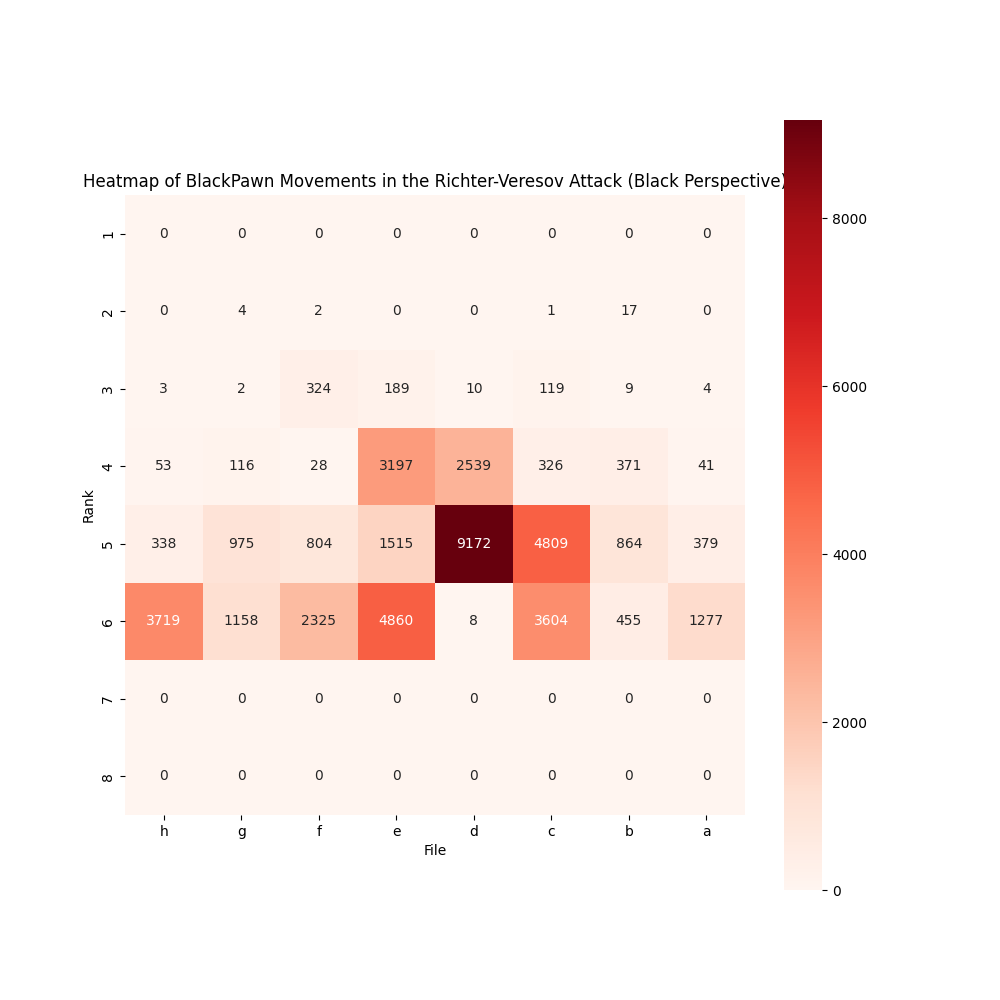 Heatmap of BlackPawn Movements in the Richter-Veresov Attack (Black Perspective)
1 0 0 0 0 0 0 0 0
2 0 4 2 0 0 1 17 0
3 3 2 324 189 10 119 9 4
4 53 116 28 3197 2539 326 371 41
5 338 975 804 1515 9172 4809 864 379
6 3719 1158 2325 4860 8 3604 455 1277
7 0 0 0 0 0 0 0 0
8 0 0 0 0 0 0 0 0
h g f e d c b a
File
Rank
8000
6000
4000
2000
0